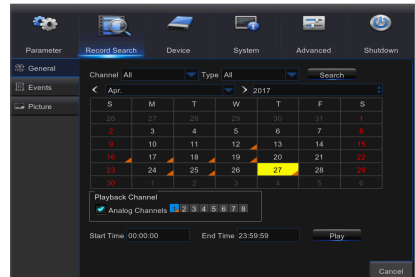 Parameter Record Search Device System Advanced Shutdown
General
Events
Picture
Channel All Type All Search
< Apr. > 2017
S M T W T F S
26 27 28 29 30 31 1
2 3 4 5 6 7 8
9 10 11 12 13 14 15
16 17 18 19 20 21 22
23 24 25 26 27 28 29
30 1 2 3 4 5 6
Playback Channel
Analog Channels 1 2 3 4 5 6 7 8
Start Time 00:00:00 End Time 23:59:59 Play
Cancel